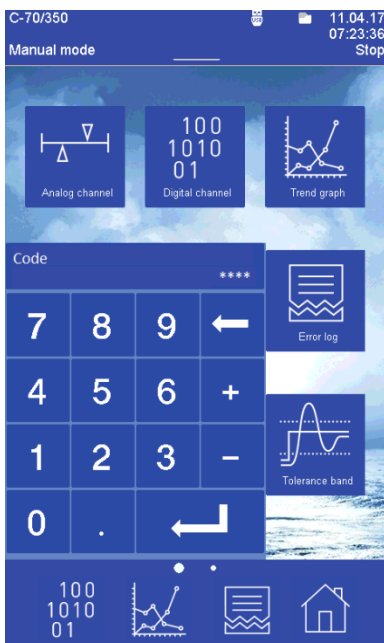 C-70/350
USB
11.04.17
07:23:36
Manual mode
Stop
100
1010
01
Analog channel
Digital channel
Trend graph
Code
****
7 8 9
Error log
4 5 6 +
1 2 3 -
Tolerance band
0 .
100
1010
01